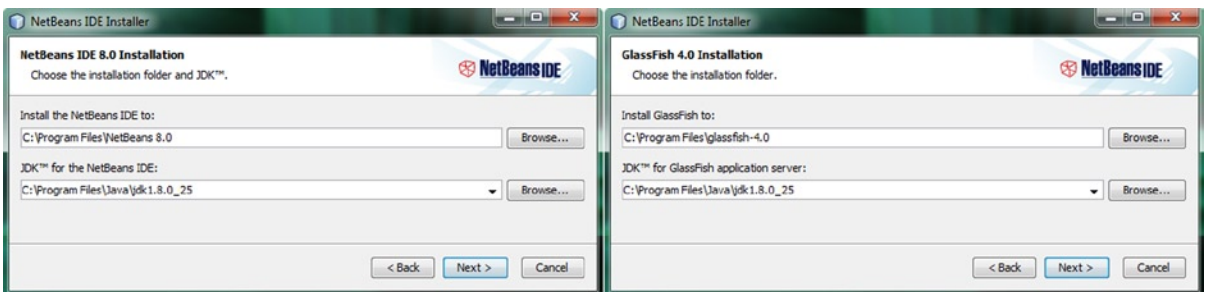 NetBeans IDE Installer
NetBeans IDE 8.0 Installation
Choose the installation folder and JDK™.
NetBeans IDE
Install the NetBeans IDE to:
C:\Program Files\NetBeans 8.0
Browse...
JDK™ for the NetBeans IDE:
C:\Program Files\Java\jdk1.8.0_25
Browse...
< Back
Next >
Cancel
NetBeans IDE Installer
GlassFish 4.0 Installation
Choose the installation folder.
NetBeans IDE
Install GlassFish to:
C:\Program Files\glassfish-4.0
Browse...
JDK™ for GlassFish application server:
C:\Program Files\Java\jdk1.8.0_25
Browse...
< Back
Next >
Cancel